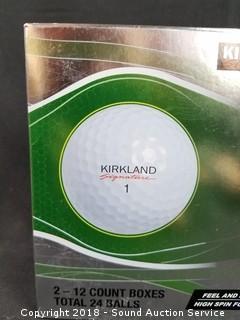 KI
KIRKLAND
Signature
1
2 – 12 COUNT BOXES
TOTAL 24 BALLS
FEEL AND
HIGH SPIN FO
Copyright 2018 - Sound Auction Service